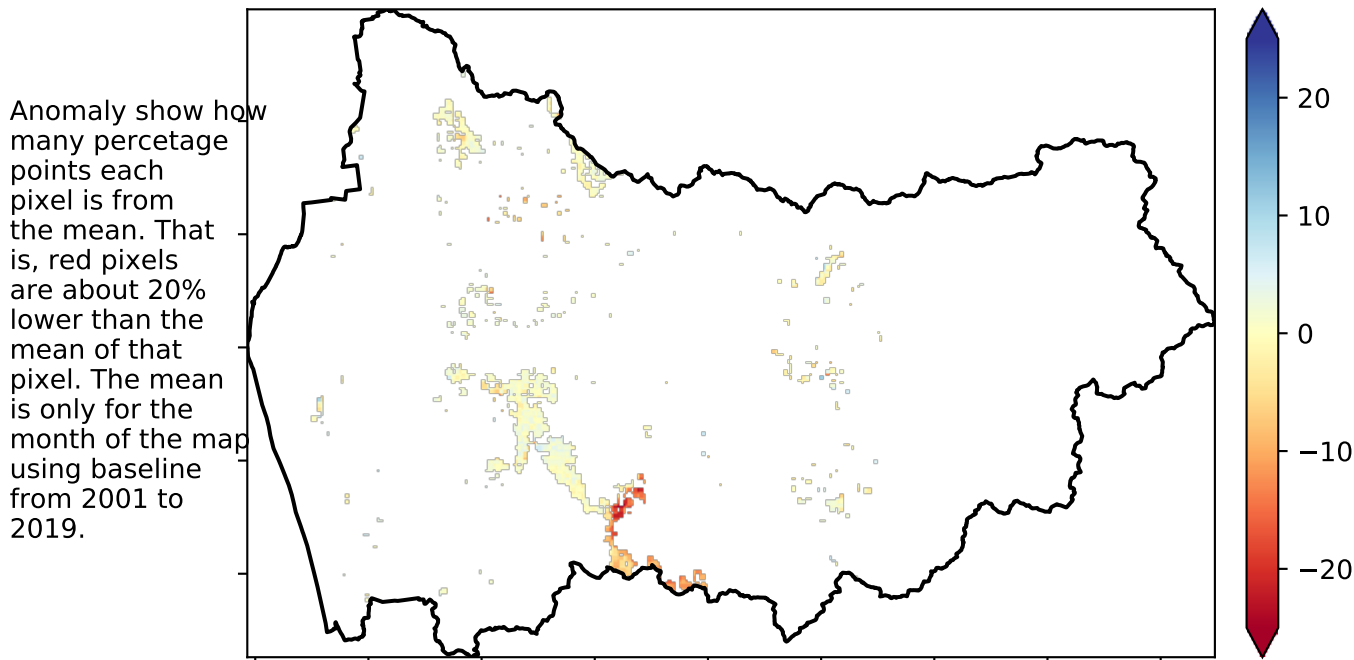 Anomaly show how
many percetage
points each
pixel is from
the mean. That
is, red pixels
are about 20%
lower than the
mean of that
pixel. The mean
is only for the
month of the map
using baseline
from 2001 to
2019.
20
10
0
−10
−20